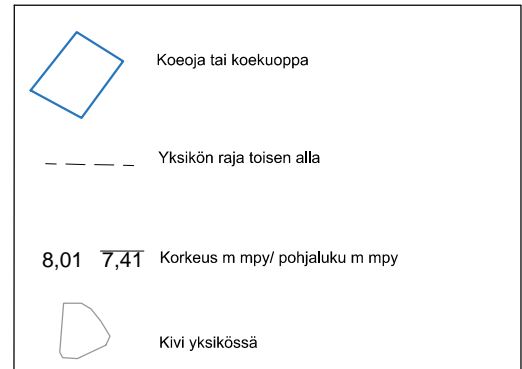 Koeoja tai koekuoppa
Yksikön raja toisen alla
8,01 7,41 Korkeus m mpy/ pohjaluku m mpy
Kivi yksikössä